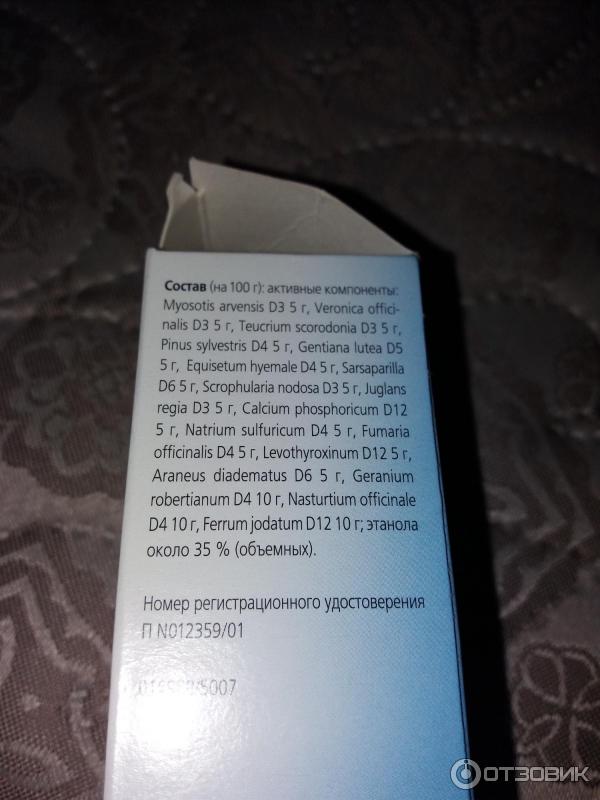 Состав (на 100 г): активные компоненты:
Myosotis arvensis D3 5 г, Veronica offici-
nalis D3 5 г, Teucrium scorodonia D3 5 г,
Pinus sylvestris D4 5 г, Gentiana lutea D5
5 г, Equisetum hyemale D4 5 г, Sarsaparilla
D6 5 г, Scrophularia nodosa D3 5 г, Juglans
regia D3 5 г, Calcium phosphoricum D12
5 г, Natrium sulfuricum D4 5 г, Fumaria
officinalis D4 5 г, Levothyroxinum D12 5 г,
Araneus diadematus D6 5 г, Geranium
robertianum D4 10 г, Nasturtium officinale
D4 10 г, Ferrum jodatum D12 10 г; этанола
около 35 % (объемных).
Номер регистрационного удостоверения
П N012359/01
ОТЗОВИК